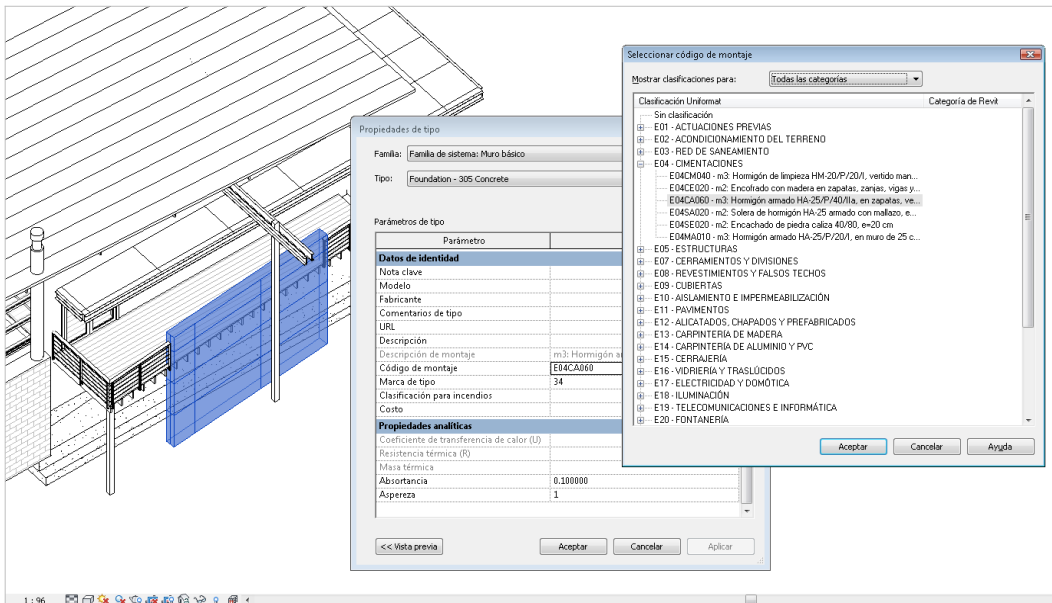 Seleccionar código de montaje
Mostrar clasificaciones para: Todas las categorías
Clasificación Uniformat Categoría de Revit
Sin clasificación
E01 - ACTUACIONES PREVIAS
E02 - ACONDICIONAMIENTO DEL TERRENO
E03 - RED DE SANEAMIENTO
E04 - CIMENTACIONES
E04CM040 - m3: Hormigón de limpieza HM-20/P/20/I, vertido man...
E04CE020 - m2: Encofrado con madera en zapatas, zanjas, vigas y...
E04CA060 - m3: Hormigón armado HA-25/P/40/IIa, en zapatas, ve...
E04SA020 - m2: Solera de hormigón HA-25 armado con mallazo, e...
E04SE020 - m2: Encachado de piedra caliza 40/80, e=20 cm
E04MA010 - m3: Hormigón armado HA-25/P/20/I, en muro de 25 c...
E05 - ESTRUCTURAS
E07 - CERRAMIENTOS Y DIVISIONES
E08 - REVESTIMIENTOS Y FALSOS TECHOS
E09 - CUBIERTAS
E10 - AISLAMIENTO E IMPERMEABILIZACIÓN
E11 - PAVIMENTOS
E12 - ALICATADOS, CHAPADOS Y PREFABRICADOS
E13 - CARPINTERÍA DE MADERA
E14 - CARPINTERÍA DE ALUMINIO Y PVC
E15 - CERRAJERÍA
E16 - VIDRIERÍA Y TRASLÚCIDOS
E17 - ELECTRICIDAD Y DOMÓTICA
E18 - ILUMINACIÓN
E19 - TELECOMUNICACIONES E INFORMÁTICA
E20 - FONTANERÍA
Aceptar Cancelar Ayuda
Propiedades de tipo
Familia: Familia de sistema: Muro básico
Tipo: Foundation - 305 Concrete
Parámetros de tipo
Parámetro
Datos de identidad
Nota clave
Modelo
Fabricante
Comentarios de tipo
URL
Descripción
Descripción de montaje m3: Hormigón a
Código de montaje E04CA060
Marca de tipo 34
Clasificación para incendios
Costo
Propiedades analíticas
Coeficiente de transferencia de calor (U)
Resistencia térmica (R)
Masa térmica
Absortancia 0.100000
Aspereza 1
<< Vista previa Aceptar Cancelar Aplicar
1 : 96